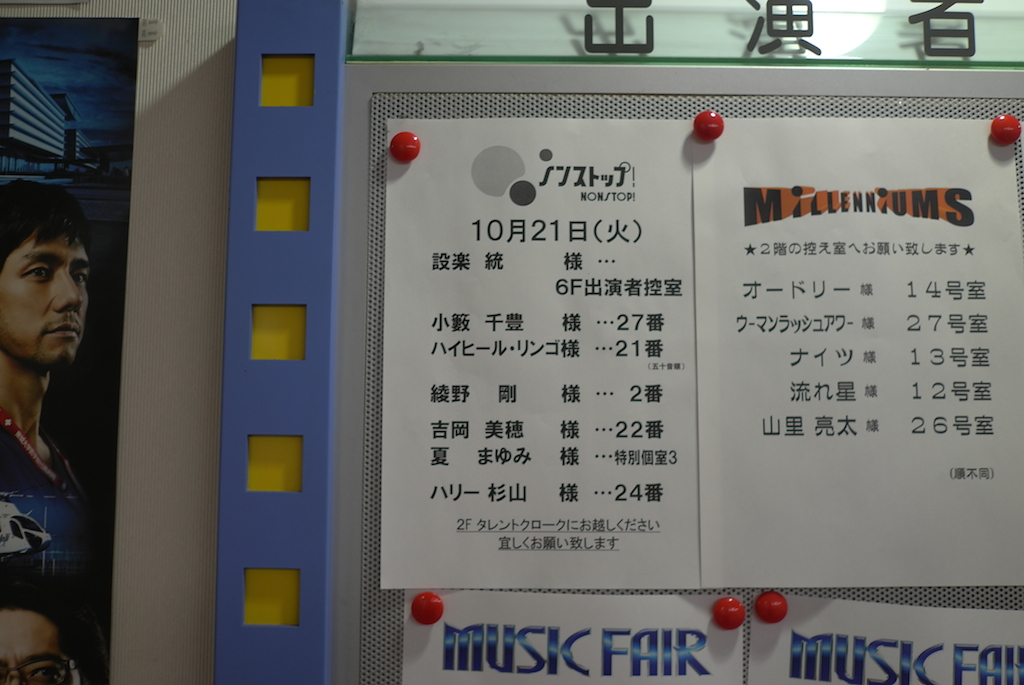 出演者
ノンストップ!
NONSTOP!
10月21日(火)
設楽 統 様 …
6F出演者控室
小籔 千豊 様 …27番
ハイヒール・リンゴ様 …21番
(五十音順)
綾野 剛 様 … 2番
吉岡 美穂 様 …22番
夏 まゆみ 様 …特別個室3
ハリー杉山 様 …24番
2F タレントクロークにお越しください
宜しくお願い致します
MiLLENNiUMS
★2階の控え室へお願い致します★
オードリー 様 14号室
ウーマンラッシュアワー 様 27号室
ナイツ 様 13号室
流れ星 様 12号室
山里 亮太 様 26号室
(順不同)
MUSIC FAIR
MUSIC FAIR